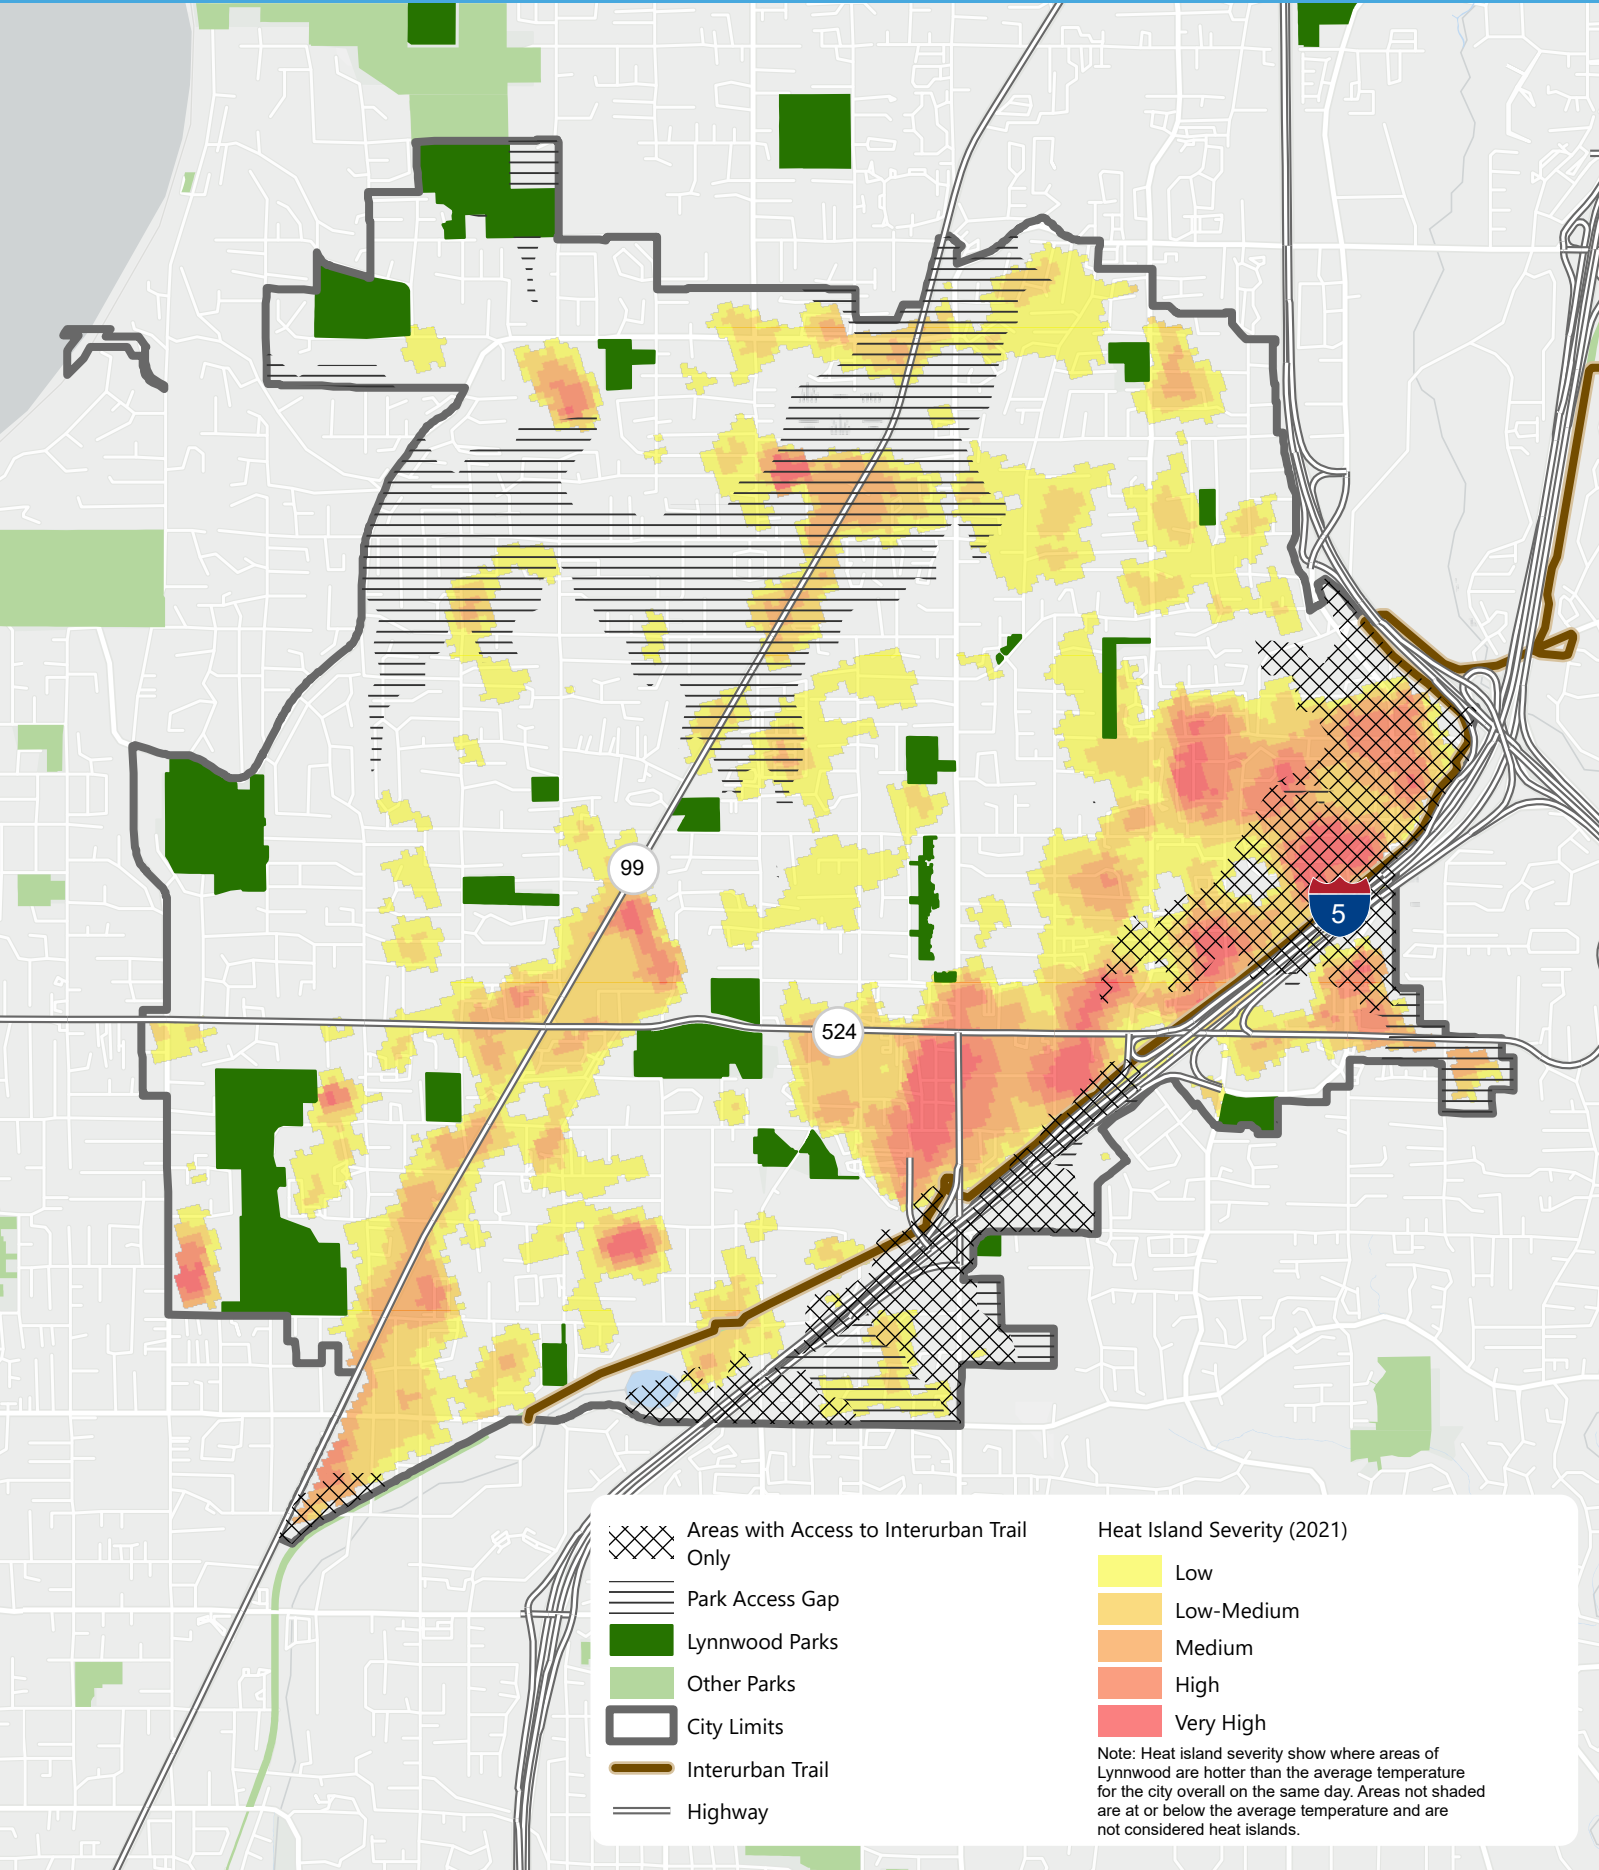 99
5
524
Areas with Access to Interurban Trail
Only
Park Access Gap
Lynnwood Parks
Other Parks
City Limits
Interurban Trail
Highway
Heat Island Severity (2021)
Low
Low-Medium
Medium
High
Very High
Note: Heat island severity show where areas of
Lynnwood are hotter than the average temperature
for the city overall on the same day. Areas not shaded
are at or below the average temperature and are
not considered heat islands.